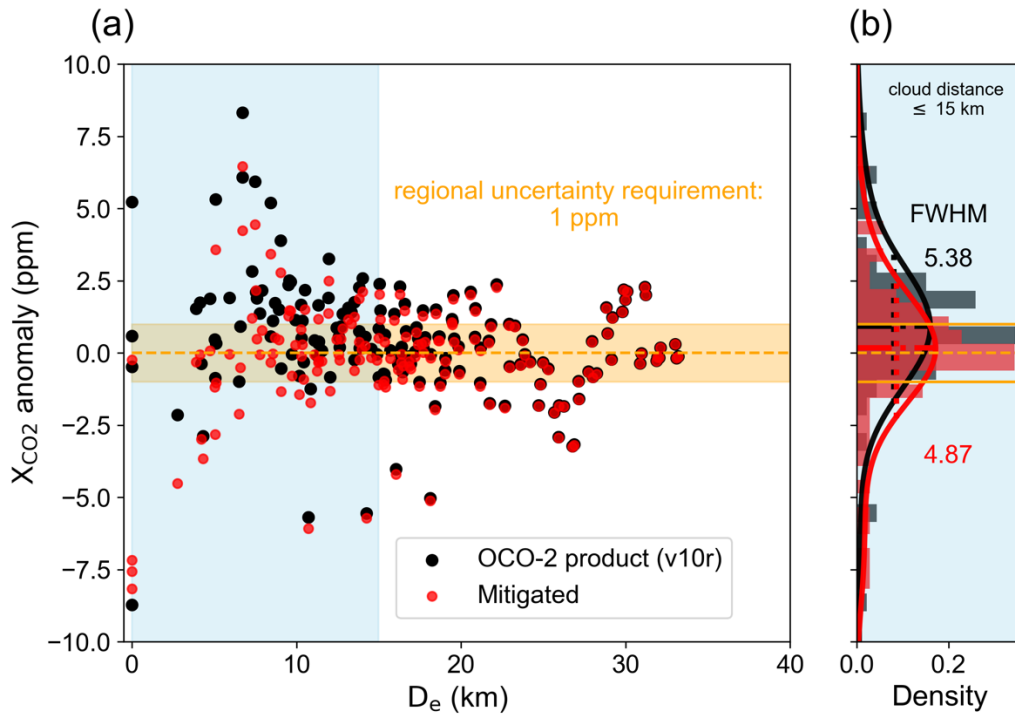 (a)
(b)
10.0
7.5
5.0
2.5
0.0
−2.5
−5.0
−7.5
−10.0
X_CO2 anomaly (ppm)
regional uncertainty requirement:
1 ppm
OCO-2 product (v10r)
Mitigated
0
10
20
30
40
D_e (km)
cloud distance
≤ 15 km
FWHM
5.38
4.87
0.0
0.2
Density